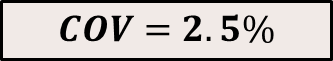 COV = 2.5%